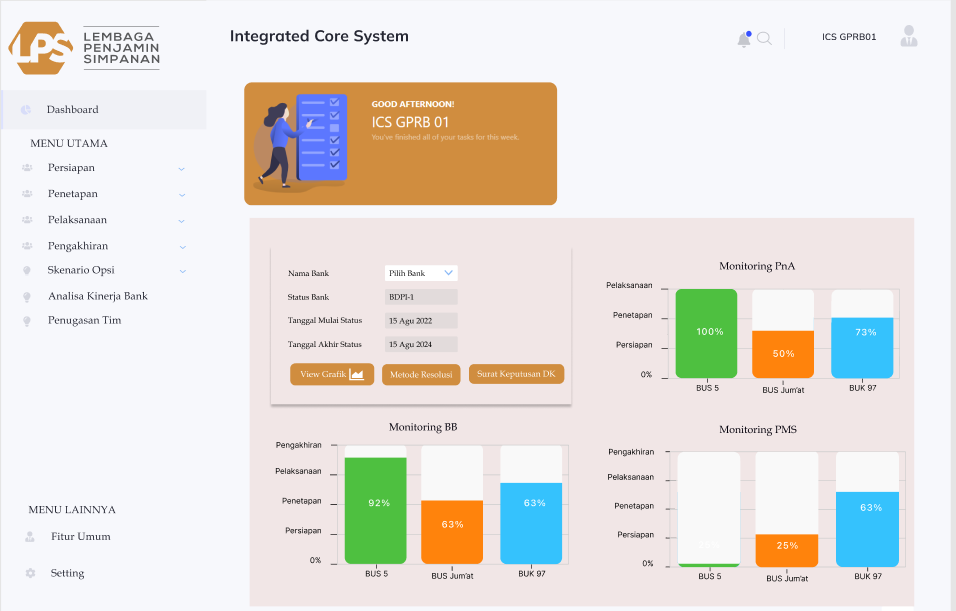 LPS
LEMBAGA
PENJAMIN
SIMPANAN
Integrated Core System
ICS GPRB01
Dashboard
MENU UTAMA
Persiapan
Penetapan
Pelaksanaan
Pengakhiran
Skenario Opsi
Analisa Kinerja Bank
Penugasan Tim
MENU LAINNYA
Fitur Umum
Setting
GOOD AFTERNOON!
ICS GPRB 01
You've finished all of your tasks for this week.
Nama Bank Pilih Bank
Status Bank BDPI-1
Tanggal Mulai Status 15 Agu 2022
Tanggal Akhir Status 15 Agu 2024
View Grafik Metode Resolusi Surat Keputusan DK
Monitoring PnA
Pelaksanaan
Penetapan
Persiapan
0%
100% 50% 73%
BUS 5 BUS Jum'at BUK 97
Monitoring BB
Pengakhiran
Pelaksanaan
Penetapan
Persiapan
0%
92% 63% 63%
BUS 5 BUS Jum'at BUK 97
Monitoring PMS
Pengakhiran
Pelaksanaan
Penetapan
Persiapan
0%
25% 63%
BUS 5 BUS Jum'at BUK 97